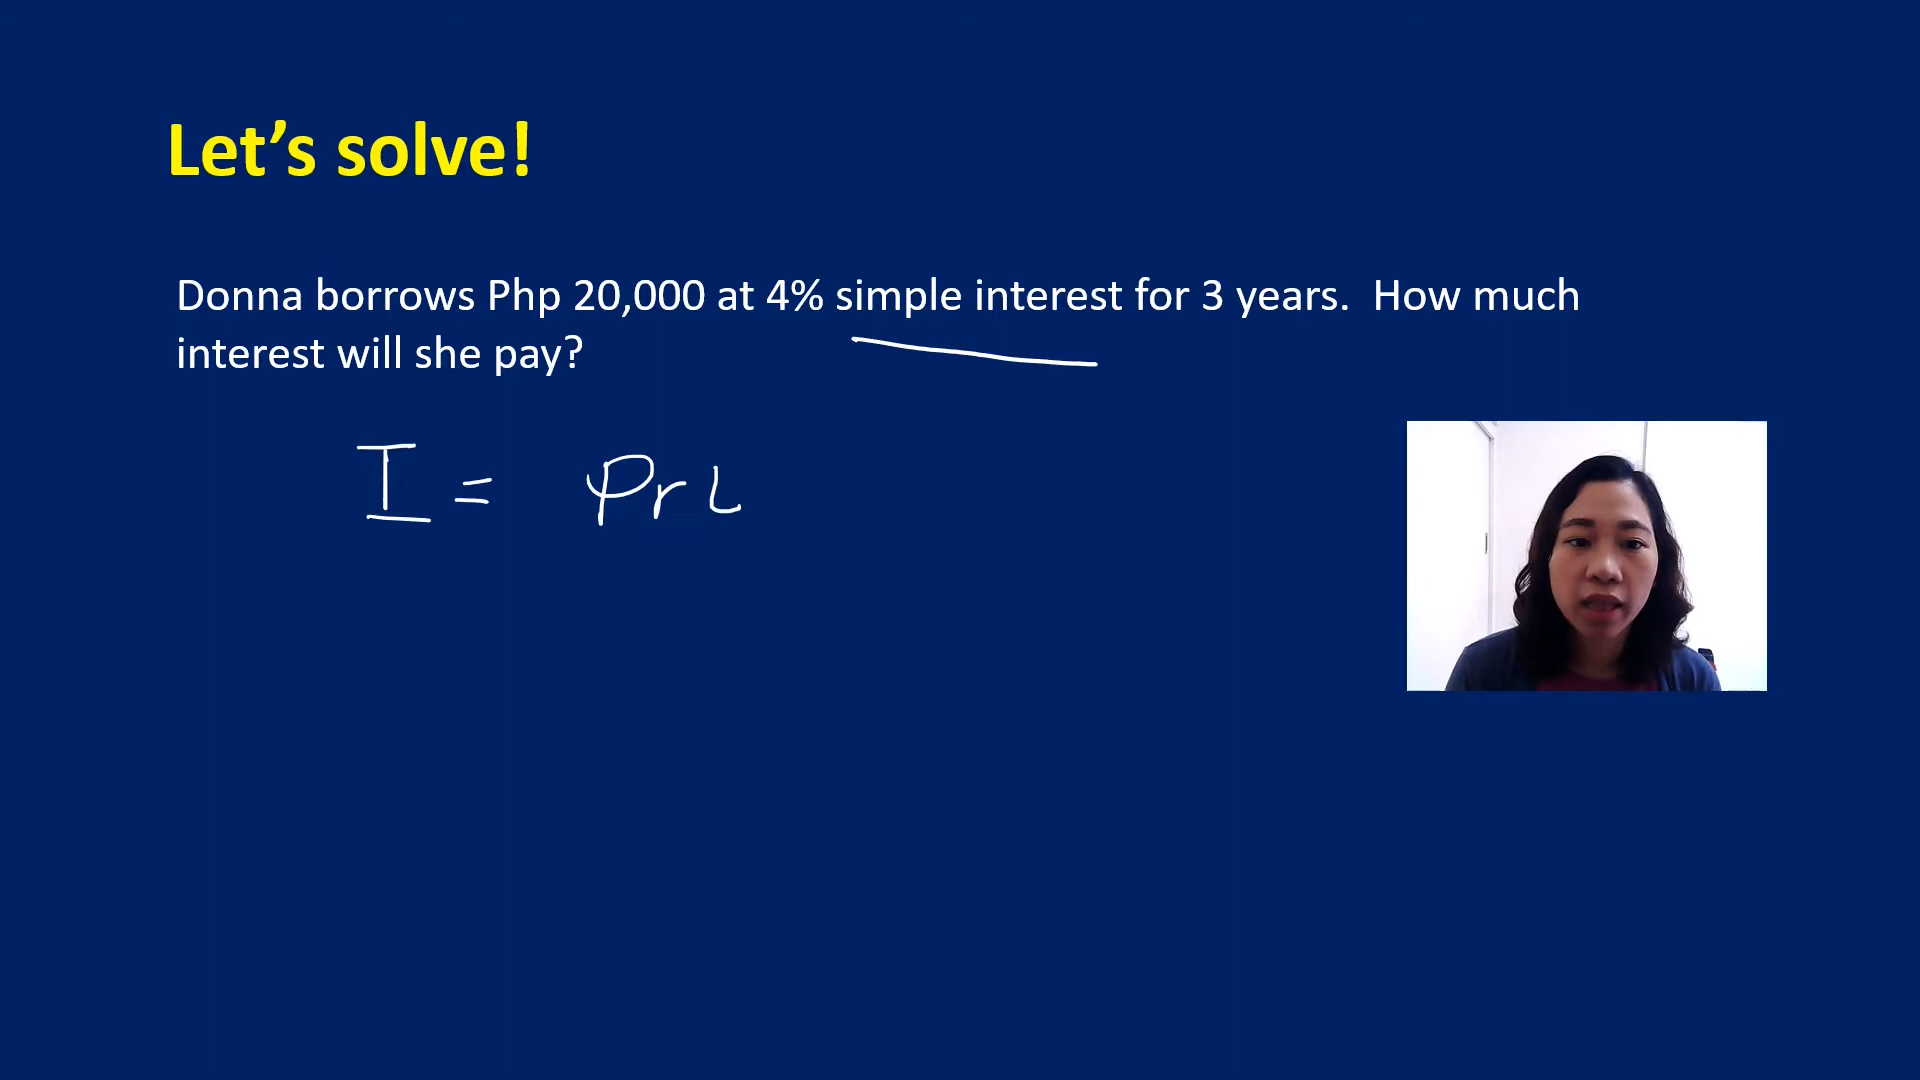 Let's solve!
Donna borrows Php 20,000 at 4% simple interest for 3 years. How much
interest will she pay?
I = Pr